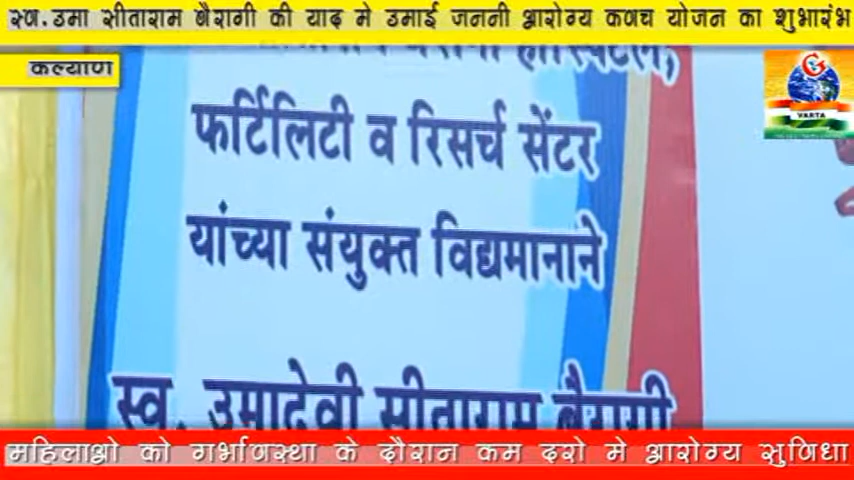 स्व.उमा सीताराम बैरागी की याद मे उमाई जननी आरोग्य कवच योजन का शुभारंभ
कल्याण
G
VARTA
हॉस्पिटल,
फर्टिलिटी व रिसर्च सेंटर
यांच्या संयुक्त विद्यमानाने
स्व. उमादेवी सीताराम बैरागी
महिलाओ को गर्भावस्था के दौरान कम दरो मे आरोग्य सुविधा